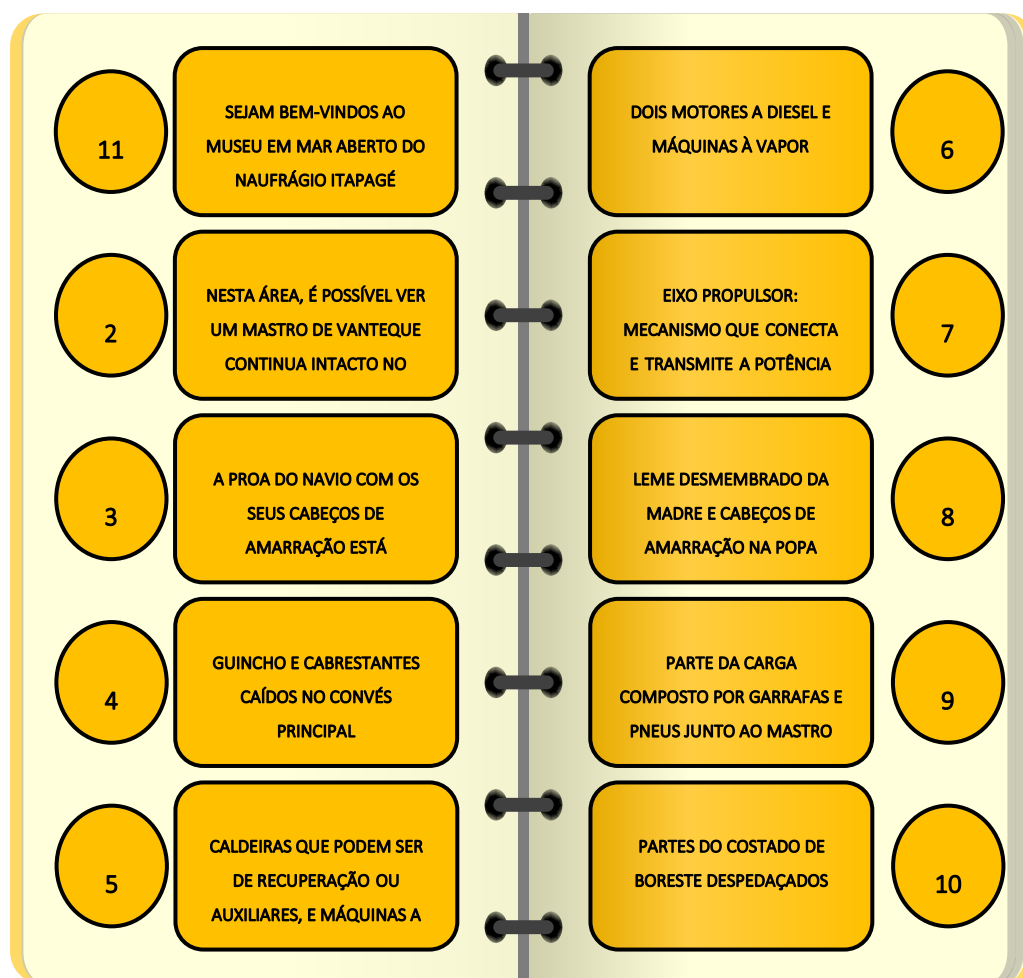 11
SEJAM BEM-VINDOS AO
MUSEU EM MAR ABERTO DO
NAUFRÁGIO ITAPAGÉ
2
NESTA ÁREA, É POSSÍVEL VER
UM MASTRO DE VANTEQUE
CONTINUA INTACTO NO
3
A PROA DO NAVIO COM OS
SEUS CABEÇOS DE
AMARRAÇÃO ESTÁ
4
GUINCHO E CABRESTANTES
CAÍDOS NO CONVÉS
PRINCIPAL
5
CALDEIRAS QUE PODEM SER
DE RECUPERAÇÃO OU
AUXILIARES, E MÁQUINAS A
DOIS MOTORES A DIESEL E
MÁQUINAS À VAPOR
6
EIXO PROPULSOR:
MECANISMO QUE CONECTA
E TRANSMITE A POTÊNCIA
7
LEME DESMEMBRADO DA
MADRE E CABEÇOS DE
AMARRAÇÃO NA POPA
8
PARTE DA CARGA
COMPOSTO POR GARRAFAS E
PNEUS JUNTO AO MASTRO
9
PARTES DO COSTADO DE
BORESTE DESPEDAÇADOS
10